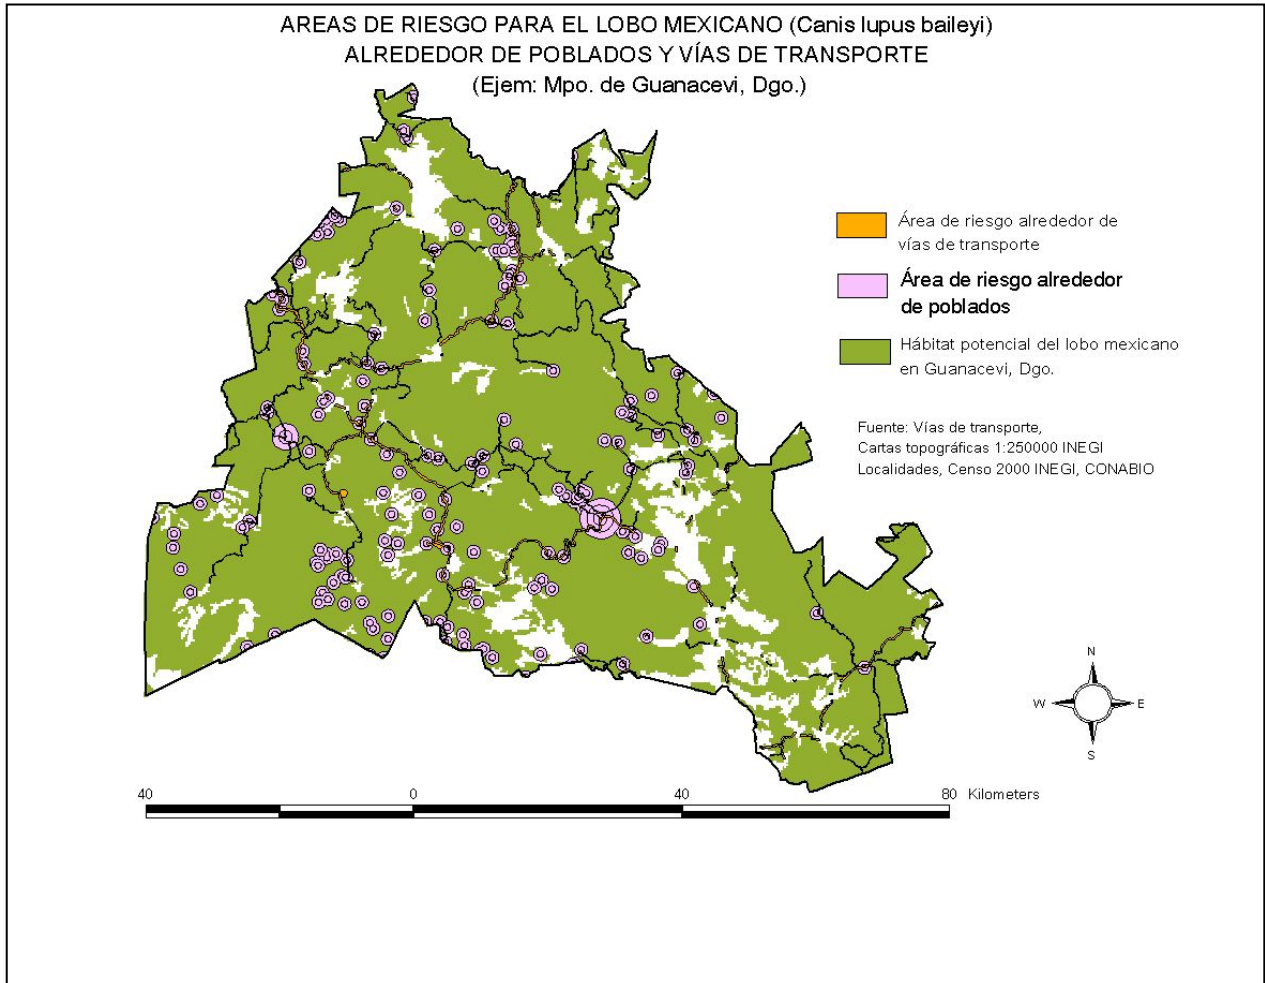 AREAS DE RIESGO PARA EL LOBO MEXICANO (Canis lupus baileyi)
ALREDEDOR DE POBLADOS Y VÍAS DE TRANSPORTE
(Ejem: Mpo. de Guanacevi, Dgo.)
Área de riesgo alrededor de
vías de transporte
Área de riesgo alrededor
de poblados
Hábitat potencial del lobo mexicano
en Guanacevi, Dgo.
Fuente: Vías de transporte,
Cartas topográficas 1:250000 INEGI
Localidades, Censo 2000 INEGI, CONABIO
N
W E
S
40 0 40 80 Kilometers